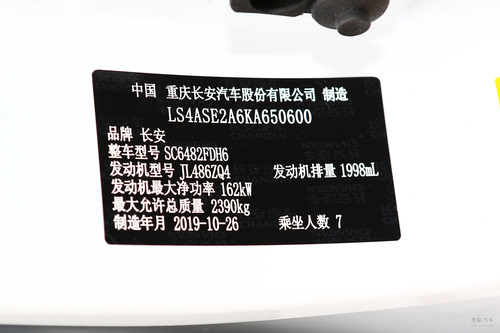 中国 重庆长安汽车股份有限公司 制造
LS4ASE2A6KA650600
品牌 长安
整车型号 SC6482FDH6
发动机型号 JL486ZQ4 发动机排量 1998mL
发动机最大净功率 162kW
最大允许总质量 2390kg
制造年月 2019-10-26 乘坐人数 7